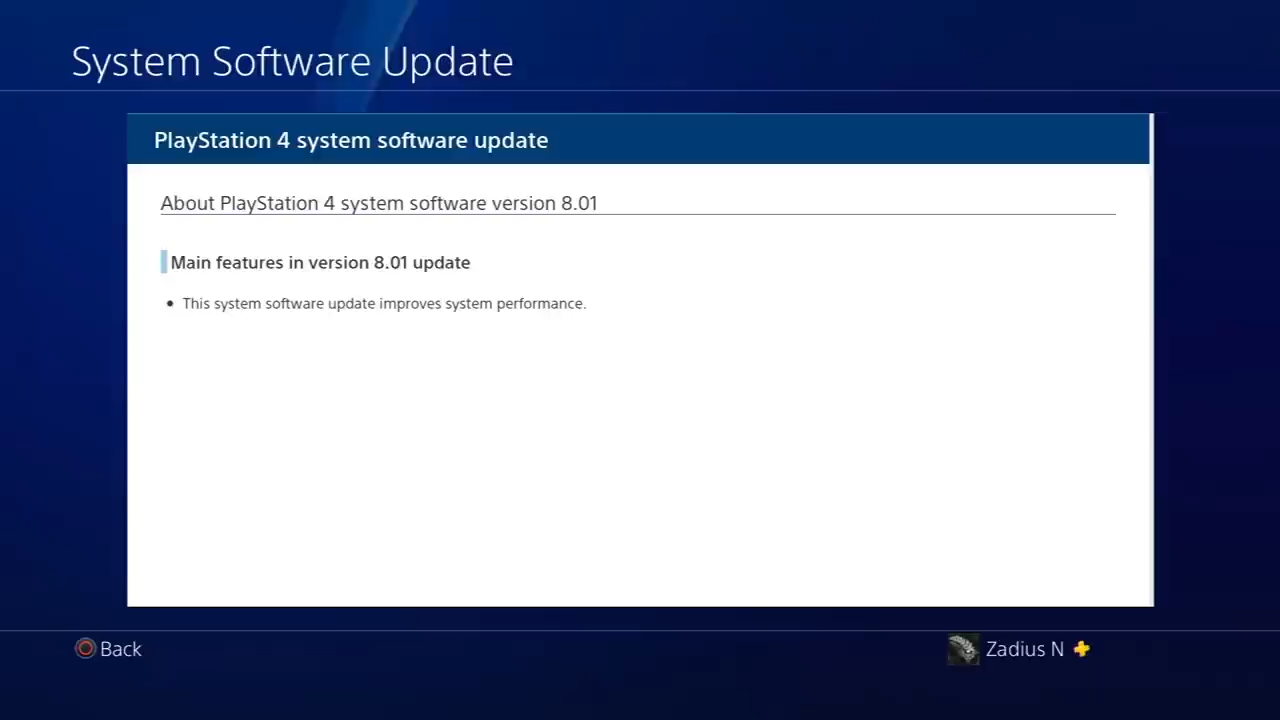 System Software Update
PlayStation 4 system software update
About PlayStation 4 system software version 8.01
Main features in version 8.01 update
• This system software update improves system performance.
Back
Zadius N